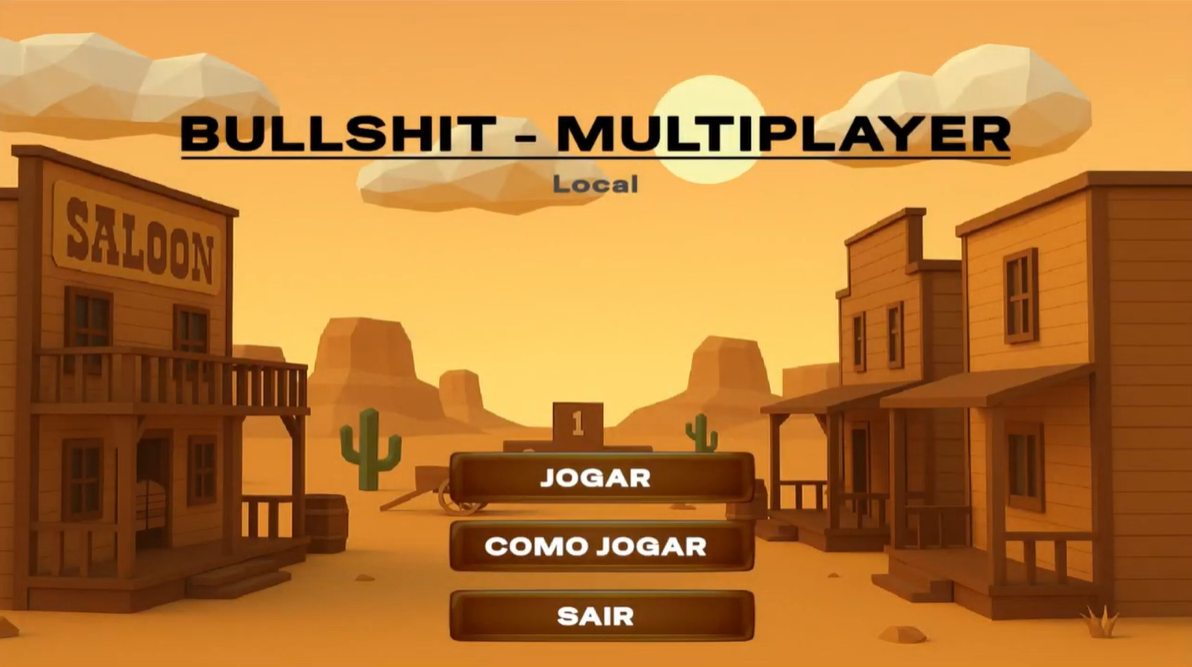 BULLSHIT - MULTIPLAYER
Local
SALOON
1
JOGAR
COMO JOGAR
SAIR